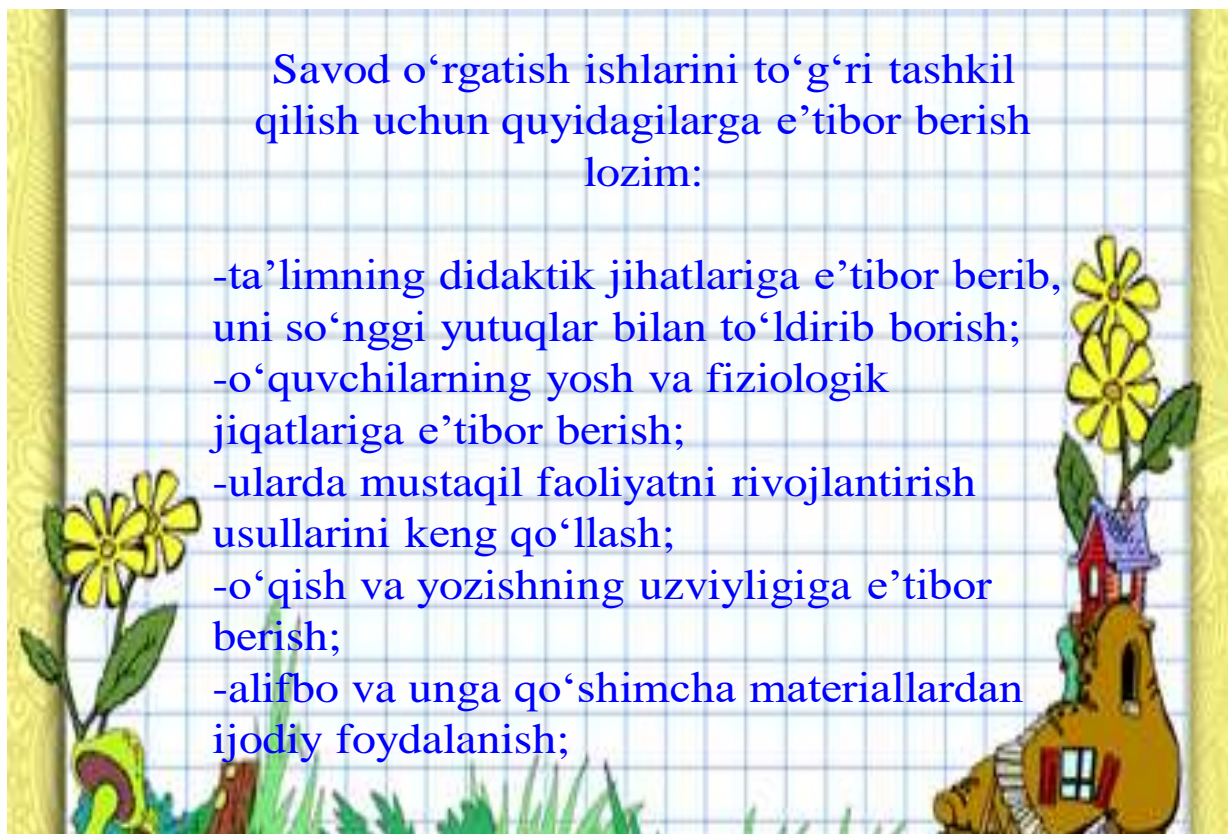 Savod o‘rgatish ishlarini to‘g‘ri tashkil
qilish uchun quyidagilarga e’tibor berish
lozim:
-ta’limning didaktik jihatlariga e’tibor berib,
uni so‘nggi yutuqlar bilan to‘ldirib borish;
-o‘quvchilarning yosh va fiziologik
jiqatlariga e’tibor berish;
-ularda mustaqil faoliyatni rivojlantirish
usullarini keng qo‘llash;
-o‘qish va yozishning uzviyligiga e’tibor
berish;
-alifbo va unga qo‘shimcha materiallardan
ijodiy foydalanish;